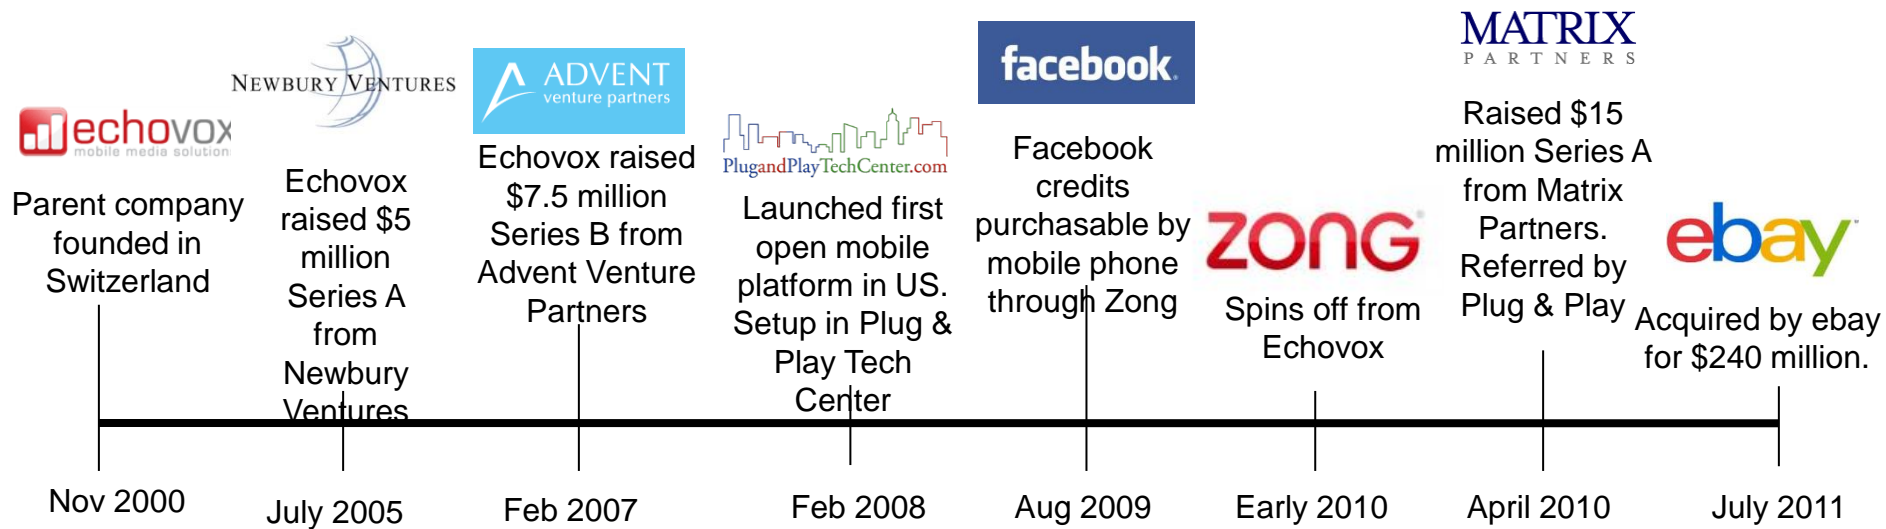 echovox
mobile media solution
Parent company
founded in
Switzerland
Nov 2000
NEWBURY VENTURES
Echovox
raised $5
million
Series A
from
Newbury
Ventures
July 2005
ADVENT
venture partners
Echovox raised
$7.5 million
Series B from
Advent Venture
Partners
Feb 2007
PlugandPlayTechCenter.com
Launched first
open mobile
platform in US.
Setup in Plug &
Play Tech
Center
Feb 2008
facebook.
Facebook
credits
purchasable by
mobile phone
through Zong
Aug 2009
ZONG
Spins off from
Echovox
Early 2010
MATRIX
PARTNERS
Raised $15
million Series A
from Matrix
Partners.
Referred by
Plug & Play
April 2010
ebay
Acquired by ebay
for $240 million.
July 2011